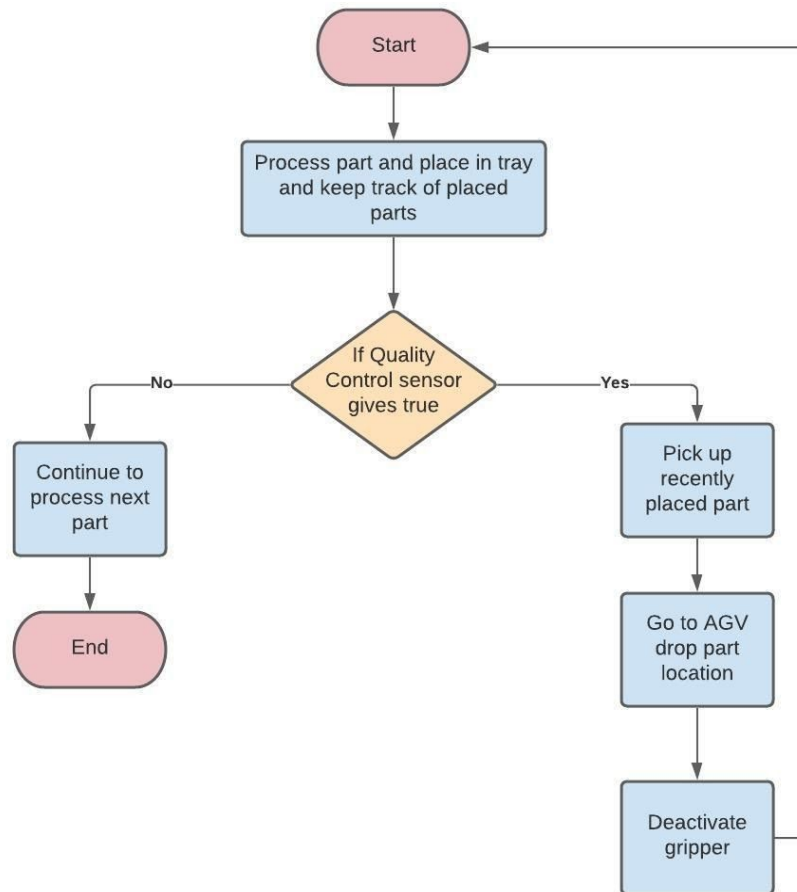 Start
Process part and place in tray
and keep track of placed
parts
If Quality
Control sensor
gives true
No
Yes
Continue to
process next
part
End
Pick up
recently
placed part
Go to AGV
drop part
location
Deactivate
gripper